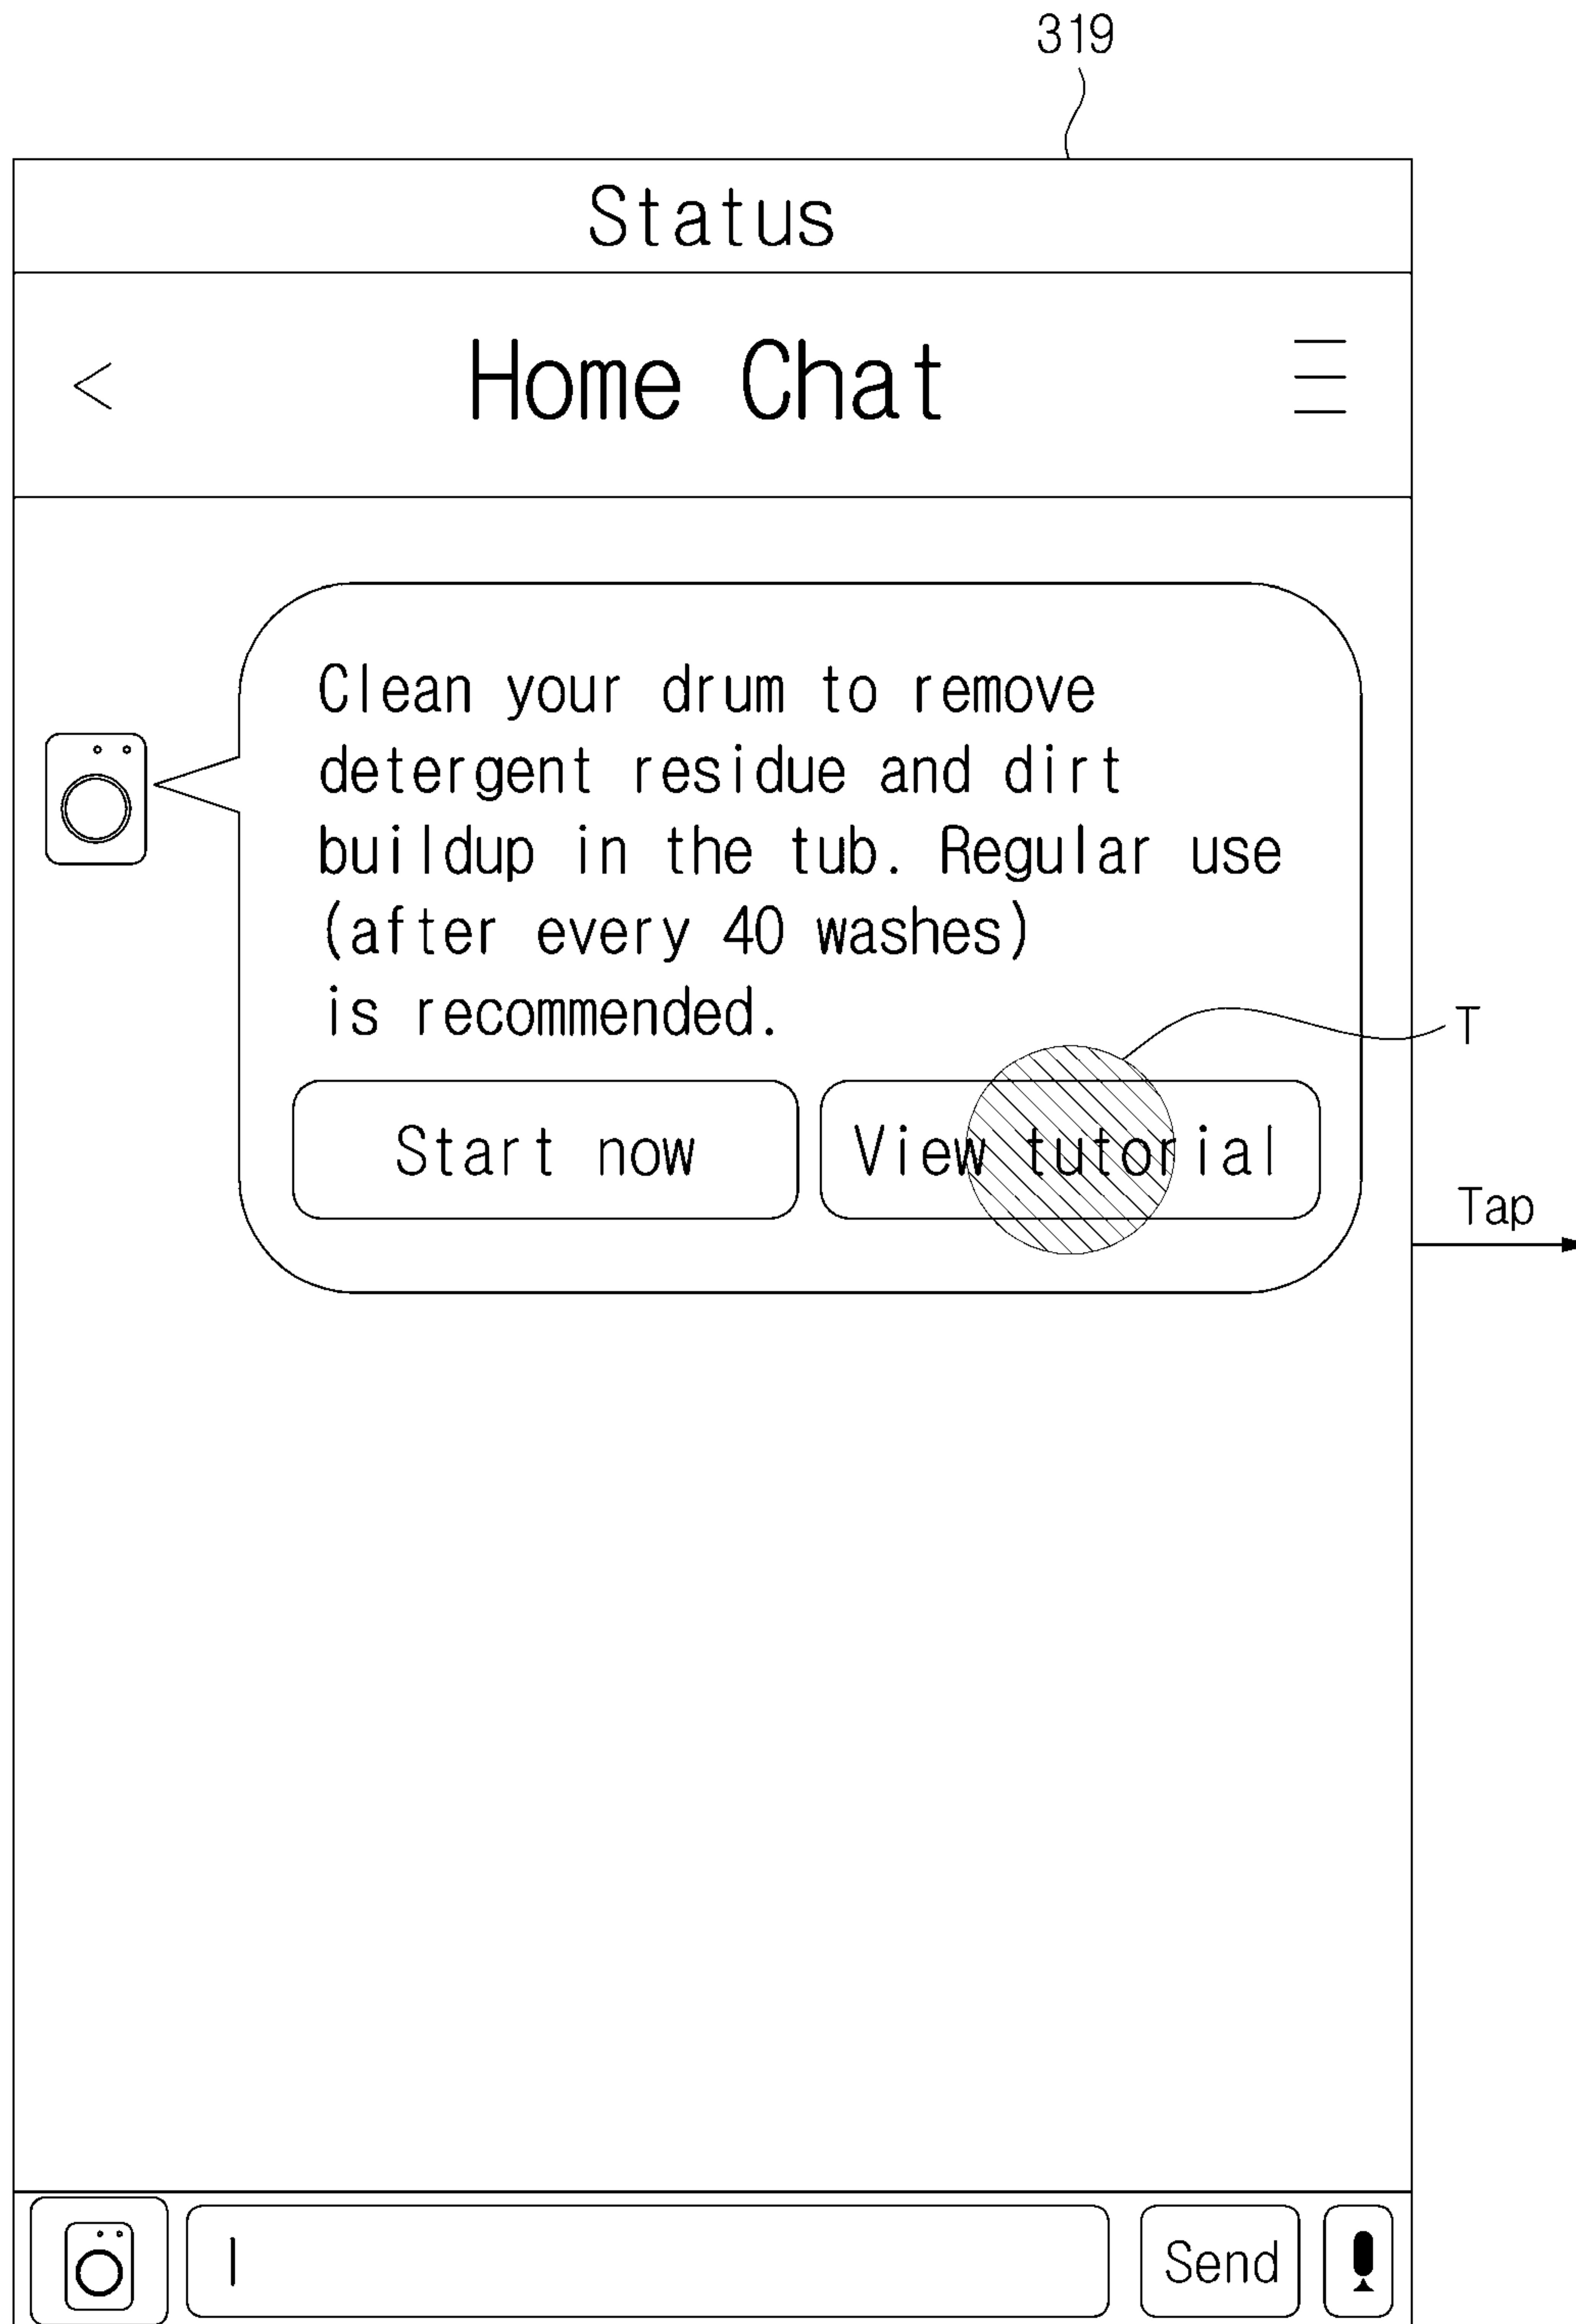 319
Status
< Home Chat
Clean your drum to remove
detergent residue and dirt
buildup in the tub. Regular use
(after every 40 washes)
is recommended.
T
Start now View tutorial
Tap
Send